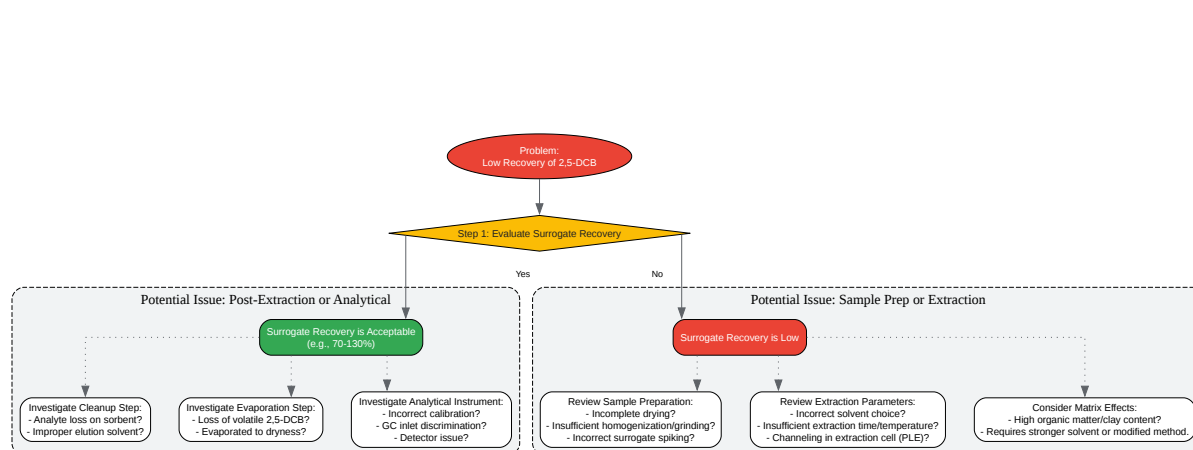 Problem:
Low Recovery of 2,5-DCB
Step 1: Evaluate Surrogate Recovery
Yes
No
Potential Issue: Post-Extraction or Analytical
Surrogate Recovery is Acceptable
(e.g., 70-130%)
Investigate Cleanup Step:
- Analyte loss on sorbent?
- Improper elution solvent?
Investigate Evaporation Step:
- Loss of volatile 2,5-DCB?
- Evaporated to dryness?
Investigate Analytical Instrument:
- Incorrect calibration?
- GC inlet discrimination?
- Detector issue?
Potential Issue: Sample Prep or Extraction
Surrogate Recovery is Low
Review Sample Preparation:
- Incomplete drying?
- Insufficient homogenization/grinding?
- Incorrect surrogate spiking?
Review Extraction Parameters:
- Incorrect solvent choice?
- Insufficient extraction time/temperature?
- Channeling in extraction cell (PLE)?
Consider Matrix Effects:
- High organic matter/clay content?
- Requires stronger solvent or modified method.